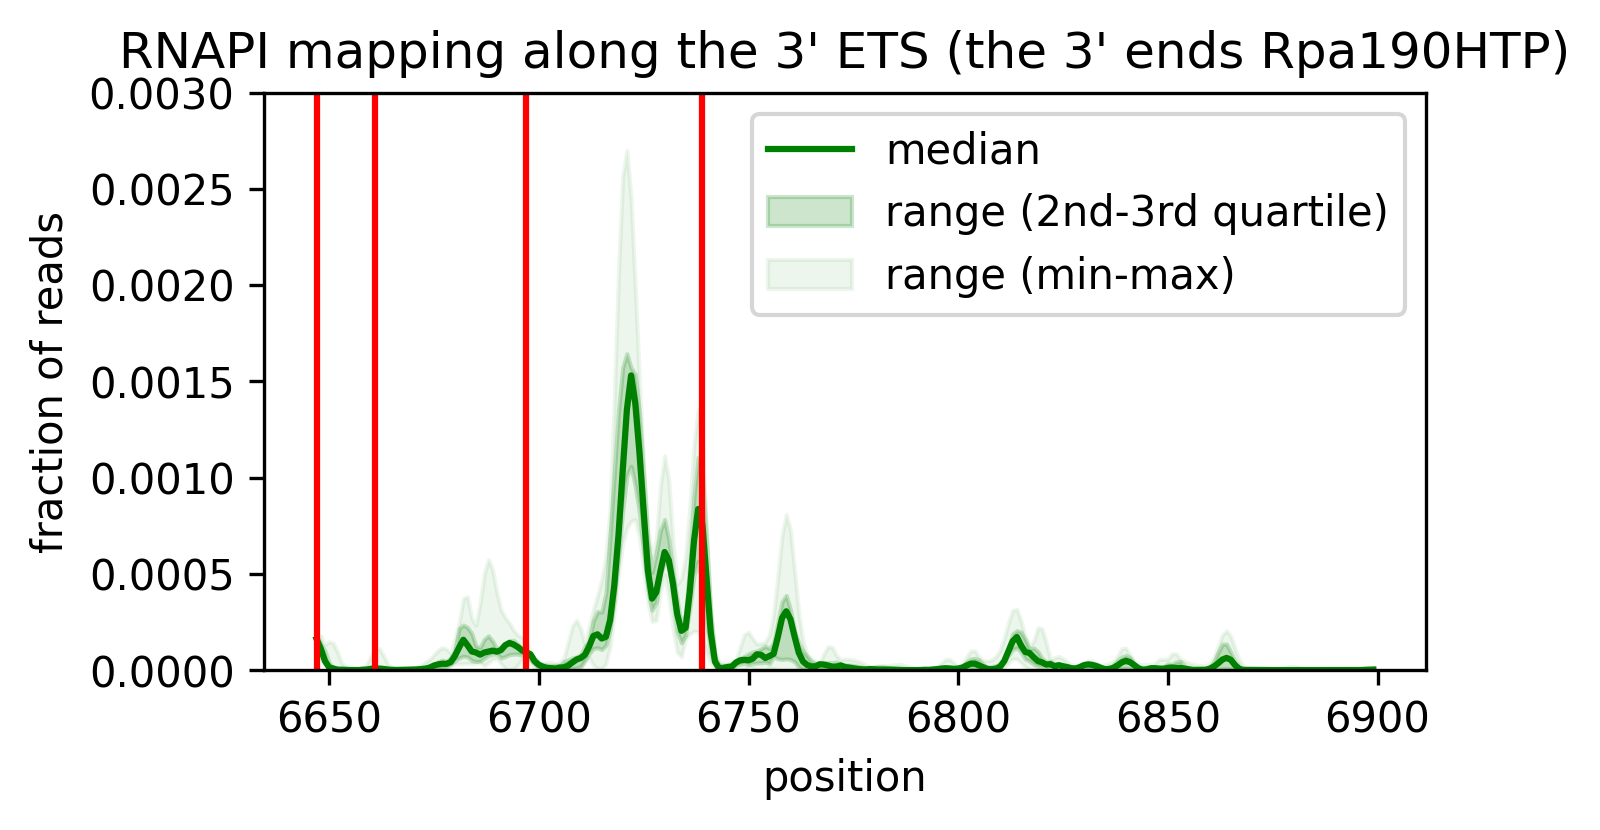 RNAPI mapping along the 3' ETS (the 3' ends Rpa190HTP)
0.0030
0.0025
0.0020
0.0015
0.0010
0.0005
0.0000
fraction of reads
median
range (2nd-3rd quartile)
range (min-max)
6650 6700 6750 6800 6850 6900
position